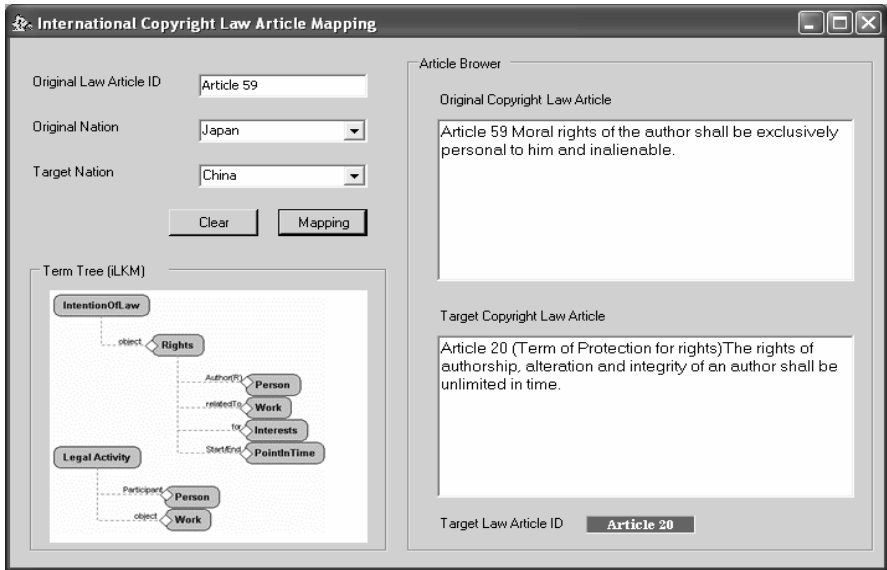 International Copyright Law Article Mapping
Original Law Article ID
Article 59
Original Nation
Japan
Target Nation
China
Clear
Mapping
Term Tree (iLKM)
IntentionOfLaw
object
Rights
Author(R)
Person
relatedTo
Work
for
Interests
Start/End
PointInTime
Legal Activity
Participant
Person
object
Work
Article Brower
Original Copyright Law Article
Article 59 Moral rights of the author shall be exclusively
personal to him and inalienable.
Target Copyright Law Article
Article 20 (Term of Protection for rights)The rights of
authorship, alteration and integrity of an author shall be
unlimited in time.
Target Law Article ID
Article 20